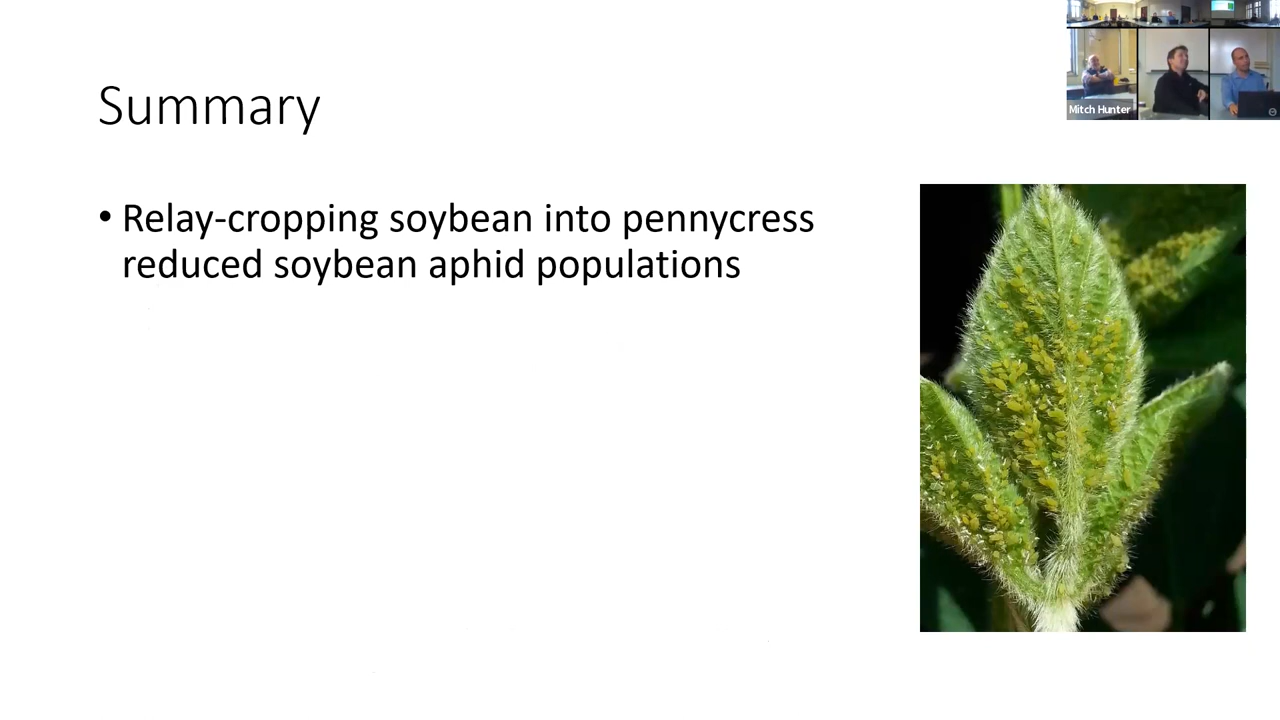 Mitch Hunter
Summary
• Relay-cropping soybean into pennycress
reduced soybean aphid populations